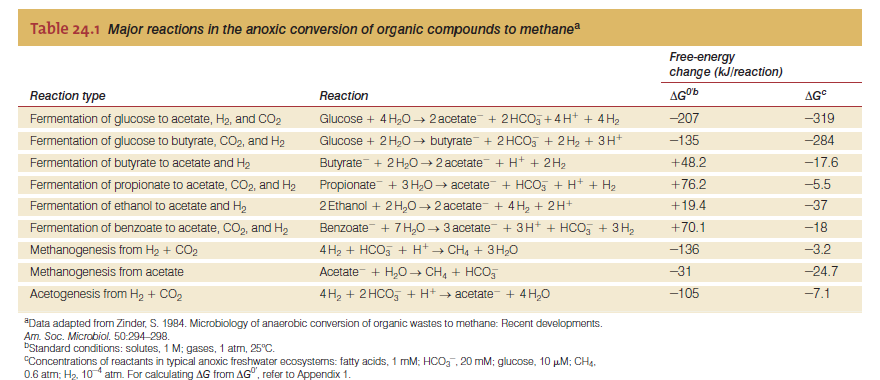 Table 24.1 Major reactions in the anoxic conversion of organic compounds to methaneᵃ
Free-energy
change (kJ/reaction)
Reaction type Reaction ΔG⁰′ᵇ ΔGᶜ
Fermentation of glucose to acetate, H₂, and CO₂ Glucose + 4 H₂O → 2 acetate⁻ + 2 HCO₃⁻ + 4 H⁺ + 4 H₂ −207 −319
Fermentation of glucose to butyrate, CO₂, and H₂ Glucose + 2 H₂O → butyrate⁻ + 2 HCO₃⁻ + 2 H₂ + 3 H⁺ −135 −284
Fermentation of butyrate to acetate and H₂ Butyrate⁻ + 2 H₂O → 2 acetate⁻ + H⁺ + 2 H₂ +48.2 −17.6
Fermentation of propionate to acetate, CO₂, and H₂ Propionate⁻ + 3 H₂O → acetate⁻ + HCO₃⁻ + H⁺ + H₂ +76.2 −5.5
Fermentation of ethanol to acetate and H₂ 2 Ethanol + 2 H₂O → 2 acetate⁻ + 4 H₂ + 2 H⁺ +19.4 −37
Fermentation of benzoate to acetate, CO₂, and H₂ Benzoate⁻ + 7 H₂O → 3 acetate⁻ + 3 H⁺ + HCO₃⁻ + 3 H₂ +70.1 −18
Methanogenesis from H₂ + CO₂ 4 H₂ + HCO₃⁻ + H⁺ → CH₄ + 3 H₂O −136 −3.2
Methanogenesis from acetate Acetate⁻ + H₂O → CH₄ + HCO₃⁻ −31 −24.7
Acetogenesis from H₂ + CO₂ 4 H₂ + 2 HCO₃⁻ + H⁺ → acetate⁻ + 4 H₂O −105 −7.1
ᵃData adapted from Zinder, S. 1984. Microbiology of anaerobic conversion of organic wastes to methane: Recent developments.
Am. Soc. Microbiol. 50:294–298.
ᵇStandard conditions: solutes, 1 M; gases, 1 atm, 25°C.
ᶜConcentrations of reactants in typical anoxic freshwater ecosystems: fatty acids, 1 mM; HCO₃⁻, 20 mM; glucose, 10 μM; CH₄,
0.6 atm; H₂, 10⁻⁴ atm. For calculating ΔG from ΔG⁰′, refer to Appendix 1.